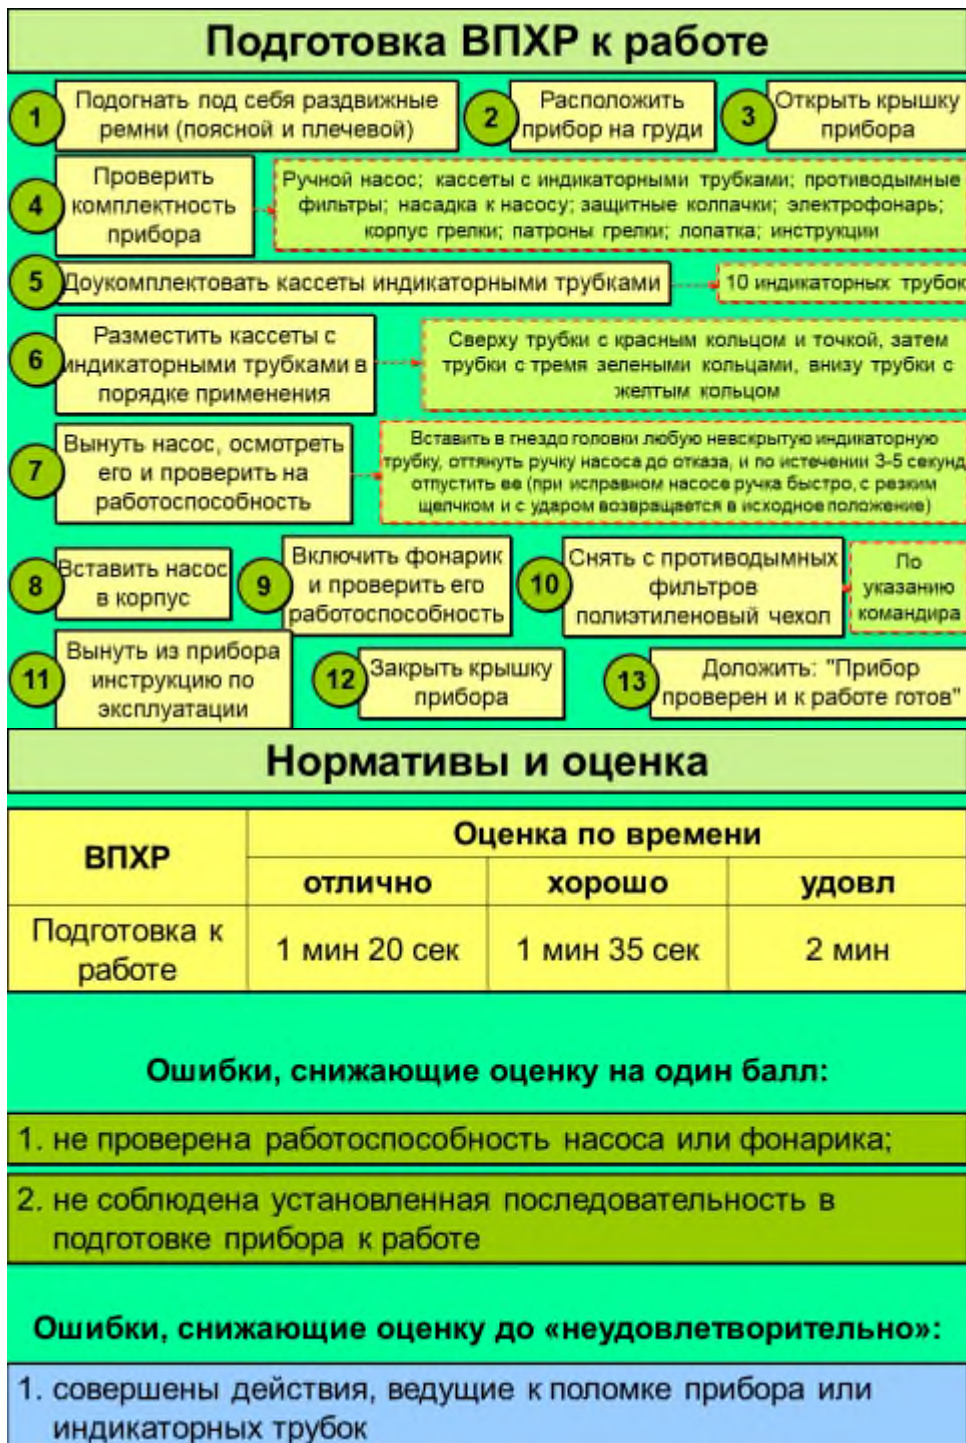 Подготовка ВПХР к работе
1
Подогнать под себя раздвижные
ремни (поясной и плечевой)
2
Расположить
прибор на груди
3
Открыть крышку
прибора
4
Проверить
комплектность
прибора
Ручной насос; кассеты с индикаторными трубками; противодымные
фильтры; насадка к насосу; защитные колпачки; электрофонарь;
корпус грелки; патроны грелки; лопатка; инструкции
5
Доукомплектовать кассеты индикаторными трубками
10 индикаторных трубок
6
Разместить кассеты с
индикаторными трубками в
порядке применения
Сверху трубки с красным кольцом и точкой, затем
трубки с тремя зелеными кольцами, внизу трубки с
желтым кольцом
7
Вынуть насос, осмотреть
его и проверить на
работоспособность
Вставить в гнездо головки любую невскрытую индикаторную
трубку, оттянуть ручку насоса до отказа, и по истечении 3-5 секунд
отпустить ее (при исправном насосе ручка быстро, с резким
щелчком и с ударом возвращается в исходное положение)
8
Вставить насос
в корпус
9
Включить фонарик
и проверить его
работоспособность
10
Снять с противодымных
фильтров
полиэтиленовый чехол
По
указанию
командира
11
Вынуть из прибора
инструкцию по
эксплуатации
12
Закрыть крышку
прибора
13
Доложить: "Прибор
проверен и к работе готов"
Нормативы и оценка
ВПХР
Оценка по времени
отлично
хорошо
удовл
Подготовка к
работе
1 мин 20 сек
1 мин 35 сек
2 мин
Ошибки, снижающие оценку на один балл:
1. не проверена работоспособность насоса или фонарика;
2. не соблюдена установленная последовательность в
подготовке прибора к работе
Ошибки, снижающие оценку до «неудовлетворительно»:
1. совершены действия, ведущие к поломке прибора или
индикаторных трубок